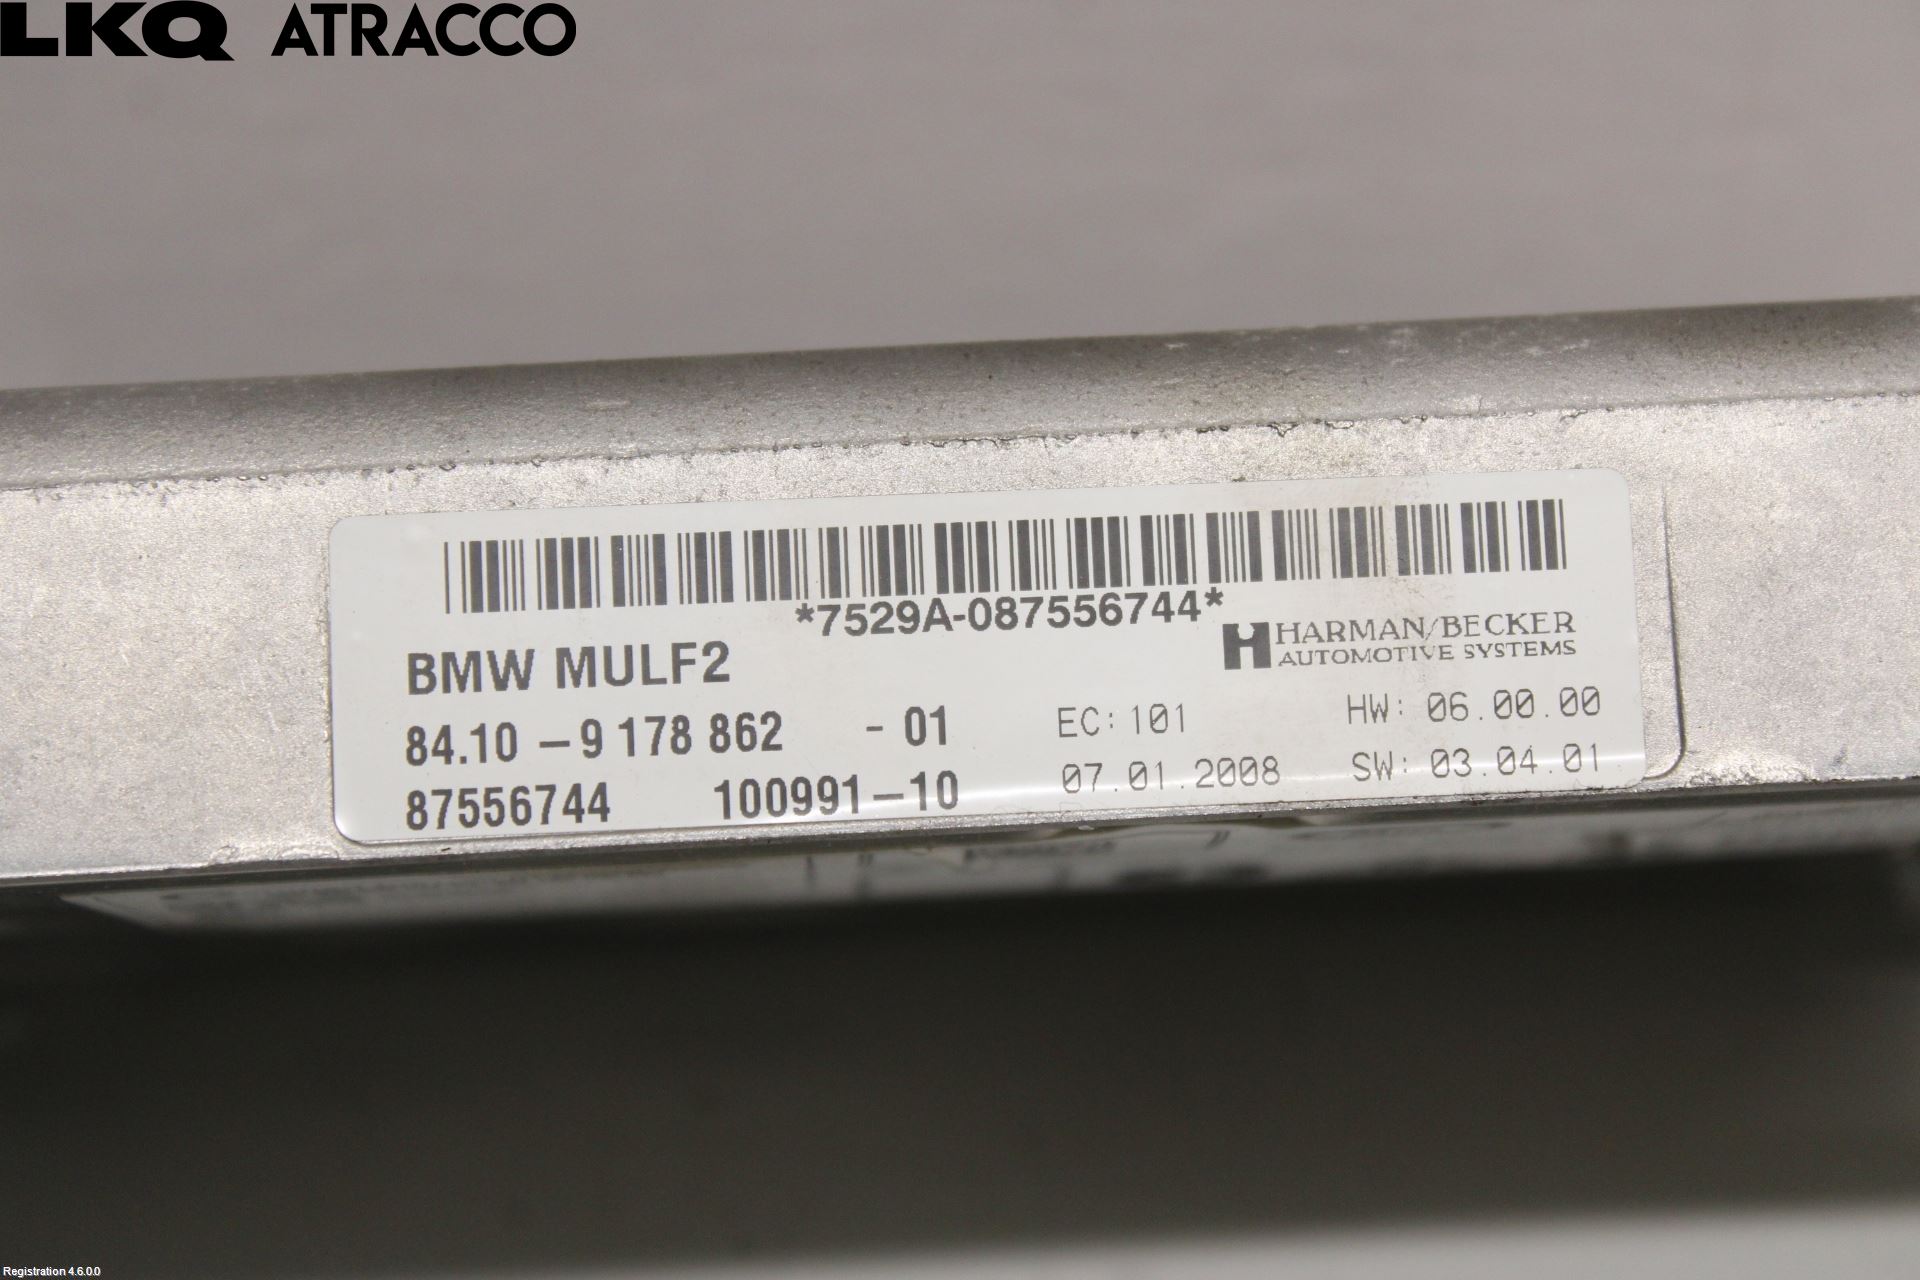 LKQ ATRACCO
*7529A-087556744*
BMW MULF2
HARMAN/BECKER
AUTOMOTIVE SYSTEMS
84.10 - 9 178 862 - 01 EC: 101 HW: 06.00.00
87556744 100991-10 07.01.2008 SW: 03.04.01
Registration 4.6.0.0